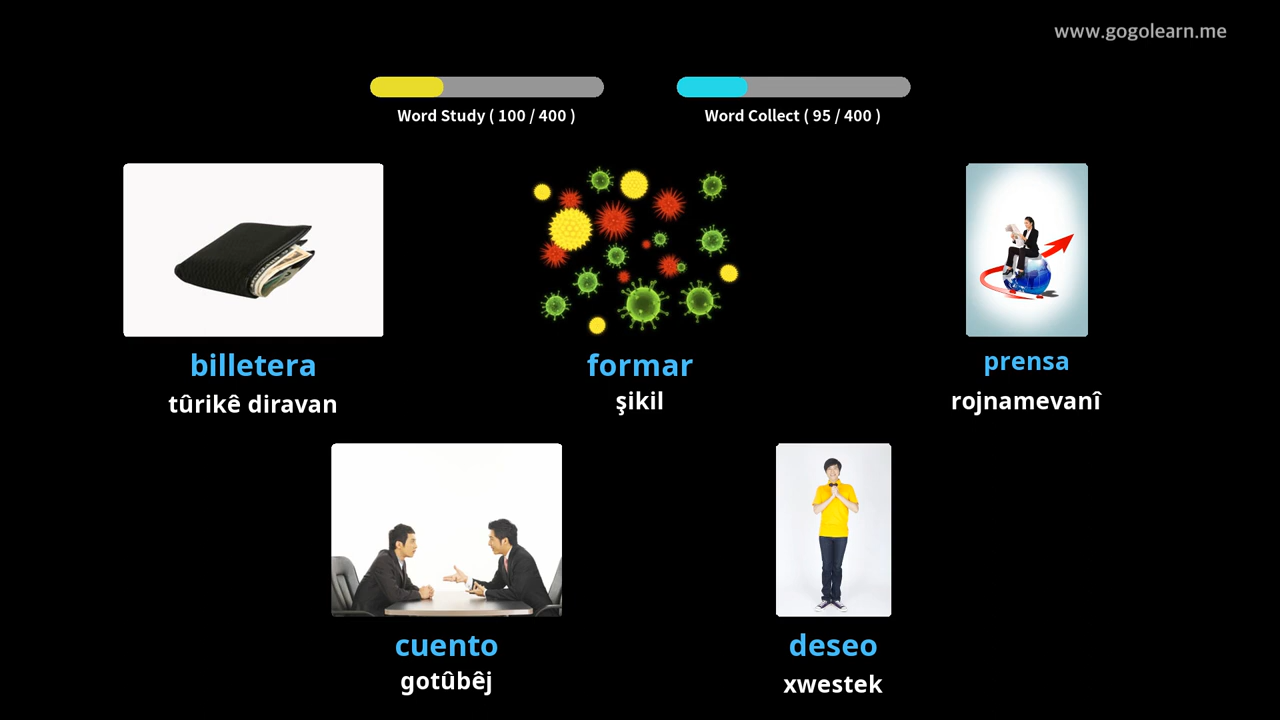 www.gogolearn.me
Word Study ( 100 / 400 )
Word Collect ( 95 / 400 )
billetera
tûrikê diravan
formar
şikil
prensa
rojnamevanî
cuento
gotûbêj
deseo
xwestek